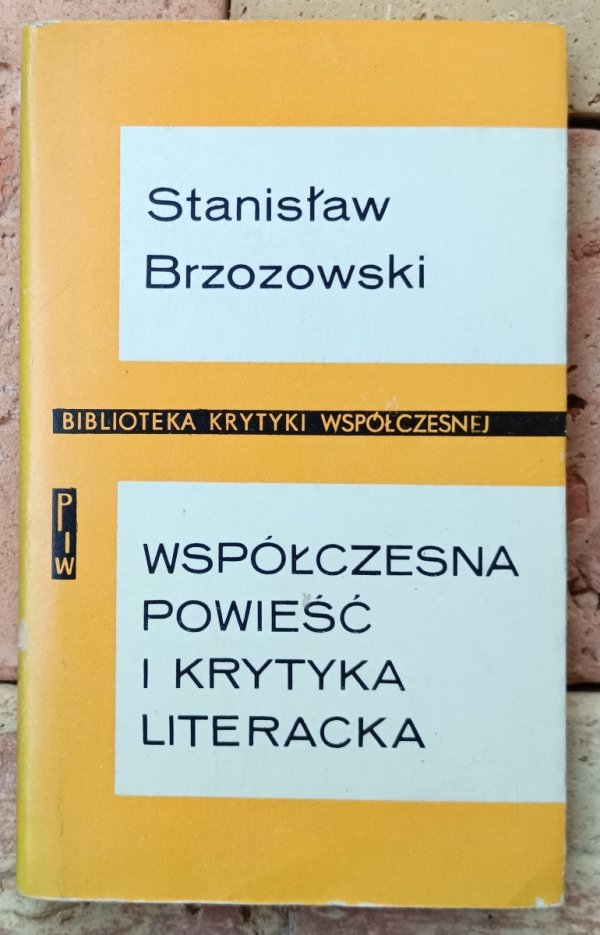 Stanisław
Brzozowski
BIBLIOTEKA KRYTYKI WSPÓŁCZESNEJ
PIW
WSPÓŁCZESNA
POWIEŚĆ
I KRYTYKA
LITERACKA